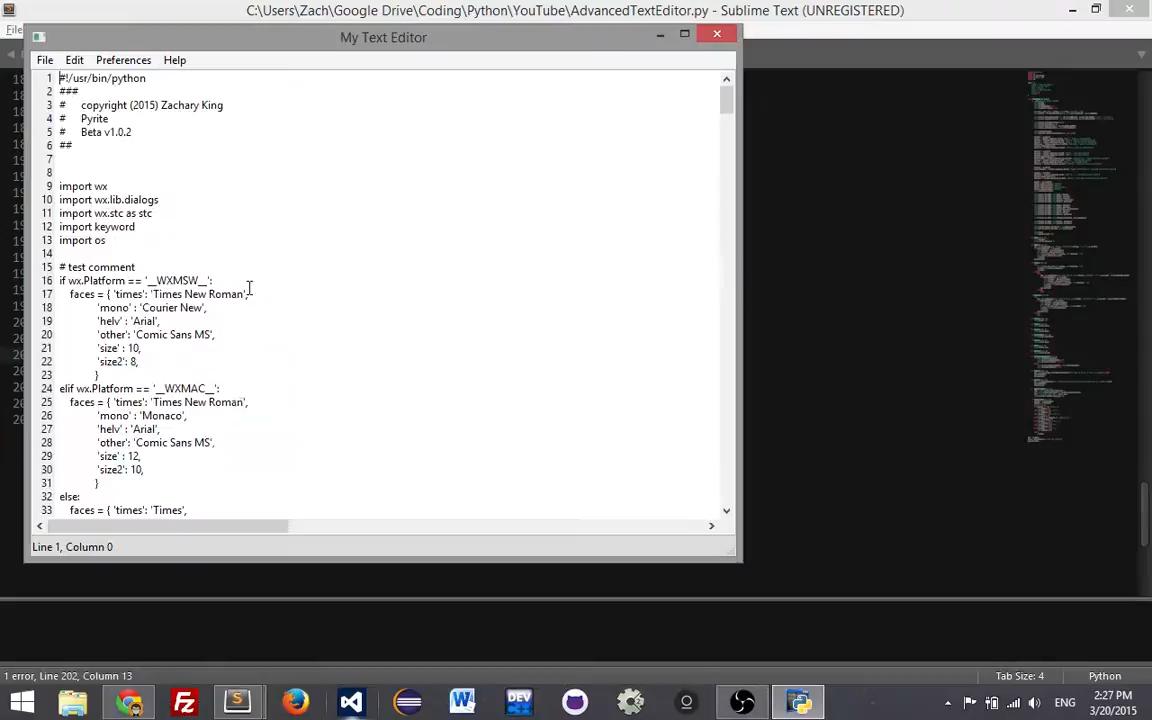 C:\Users\Zach\Google Drive\Coding\Python\YouTube\AdvancedTextEditor.py - Sublime Text (UNREGISTERED)
File
My Text Editor
File Edit Preferences Help
1 #!/usr/bin/python
2 ###
3 # copyright (2015) Zachary King
4 # Pyrite
5 # Beta v1.0.2
6 ##
7
8
9 import wx
10 import wx.lib.dialogs
11 import wx.stc as stc
12 import keyword
13 import os
14
15 # test comment
16 if wx.Platform == '__WXMSW__':
17 faces = { 'times': 'Times New Roman',
18 'mono' : 'Courier New',
19 'helv' : 'Arial',
20 'other': 'Comic Sans MS',
21 'size' : 10,
22 'size2': 8,
23 }
24 elif wx.Platform == '__WXMAC__':
25 faces = { 'times': 'Times New Roman',
26 'mono' : 'Monaco',
27 'helv' : 'Arial',
28 'other': 'Comic Sans MS',
29 'size' : 12,
30 'size2': 10,
31 }
32 else:
33 faces = { 'times': 'Times',
Line 1, Column 0
1 error, Line 202, Column 13
Tab Size: 4
Python
DEV
ENG
2:27 PM
3/20/2015